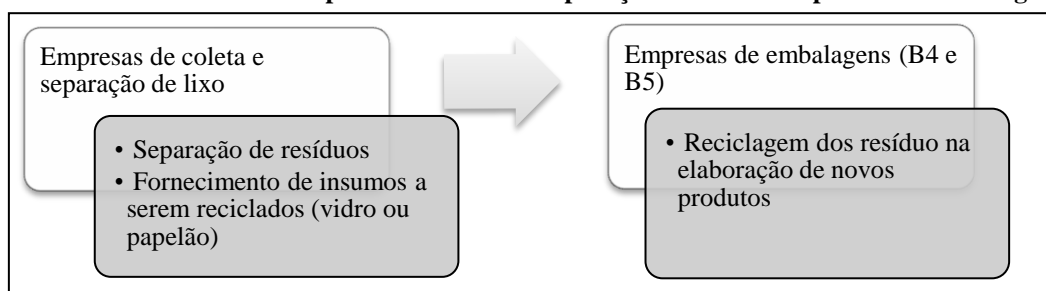 Empresas de coleta e
separação de lixo
• Separação de resíduos
• Fornecimento de insumos a
serem reciclados (vidro ou
papelão)
Empresas de embalagens (B4 e
B5)
• Reciclagem dos resíduo na
elaboração de novos
produtos